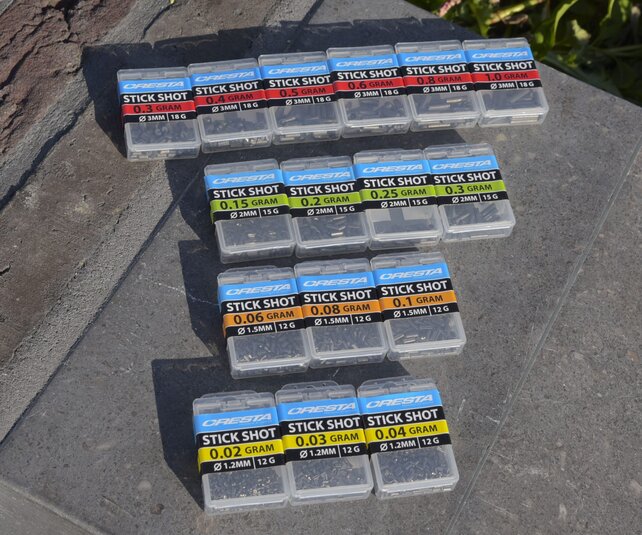 CRESTA
STICK SHOT
0.3 GRAM
Ø 3MM | 18 G
CRESTA
STICK SHOT
0.4 GRAM
Ø 3MM | 18 G
CRESTA
STICK SHOT
0.5 GRAM
Ø 3MM | 18 G
CRESTA
STICK SHOT
0.6 GRAM
Ø 3MM | 18 G
CRESTA
STICK SHOT
0.8 GRAM
Ø 3MM | 18 G
CRESTA
STICK SHOT
1.0 GRAM
Ø 3MM | 18 G
CRESTA
STICK SHOT
0.15 GRAM
Ø 2MM | 15 G
CRESTA
STICK SHOT
0.2 GRAM
Ø 2MM | 15 G
CRESTA
STICK SHOT
0.25 GRAM
Ø 2MM | 15 G
CRESTA
STICK SHOT
0.3 GRAM
Ø 2MM | 15 G
CRESTA
STICK SHOT
0.06 GRAM
Ø 1.5MM | 12 G
CRESTA
STICK SHOT
0.08 GRAM
Ø 1.5MM | 12 G
CRESTA
STICK SHOT
0.1 GRAM
Ø 1.5MM | 12 G
CRESTA
STICK SHOT
0.02 GRAM
Ø 1.2MM | 12 G
CRESTA
STICK SHOT
0.03 GRAM
Ø 1.2MM | 12 G
CRESTA
STICK SHOT
0.04 GRAM
Ø 1.2MM | 12 G